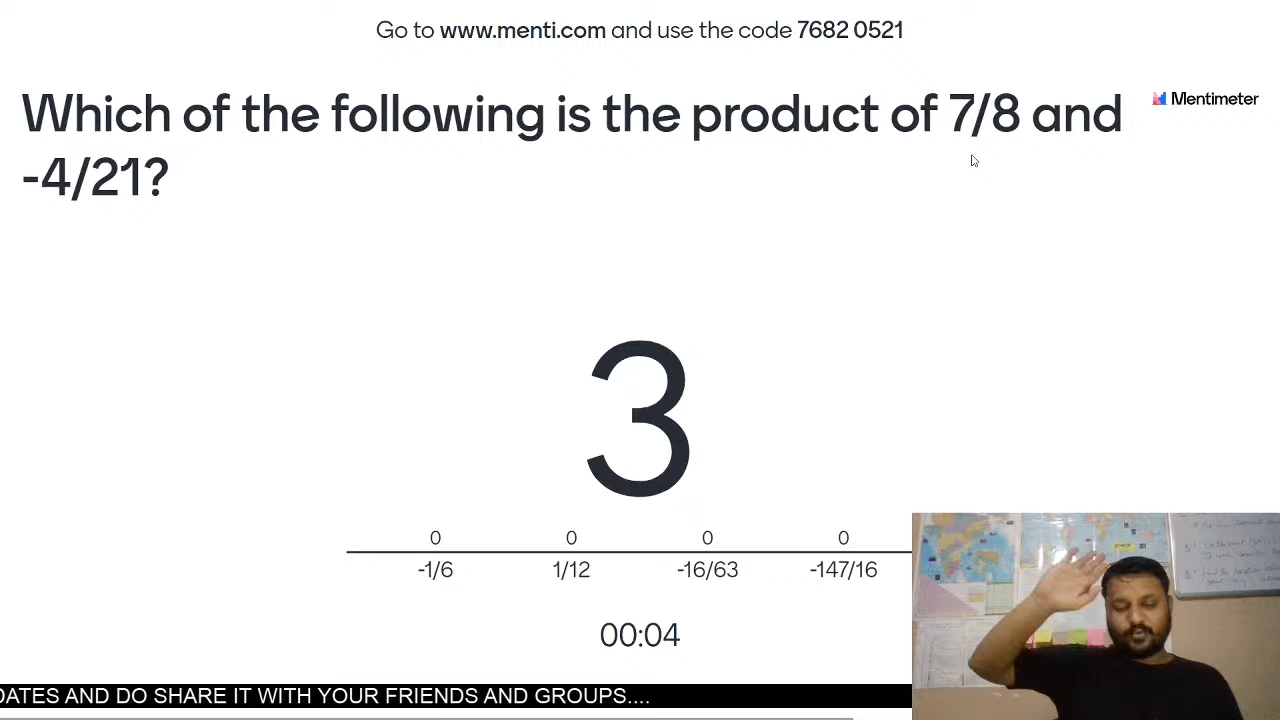 Go to www.menti.com and use the code 7682 0521
Which of the following is the product of 7/8 and
-4/21?
Mentimeter
3
0 0 0 0
-1/6 1/12 -16/63 -147/16
00:04
DATES AND DO SHARE IT WITH YOUR FRIENDS AND GROUPS....